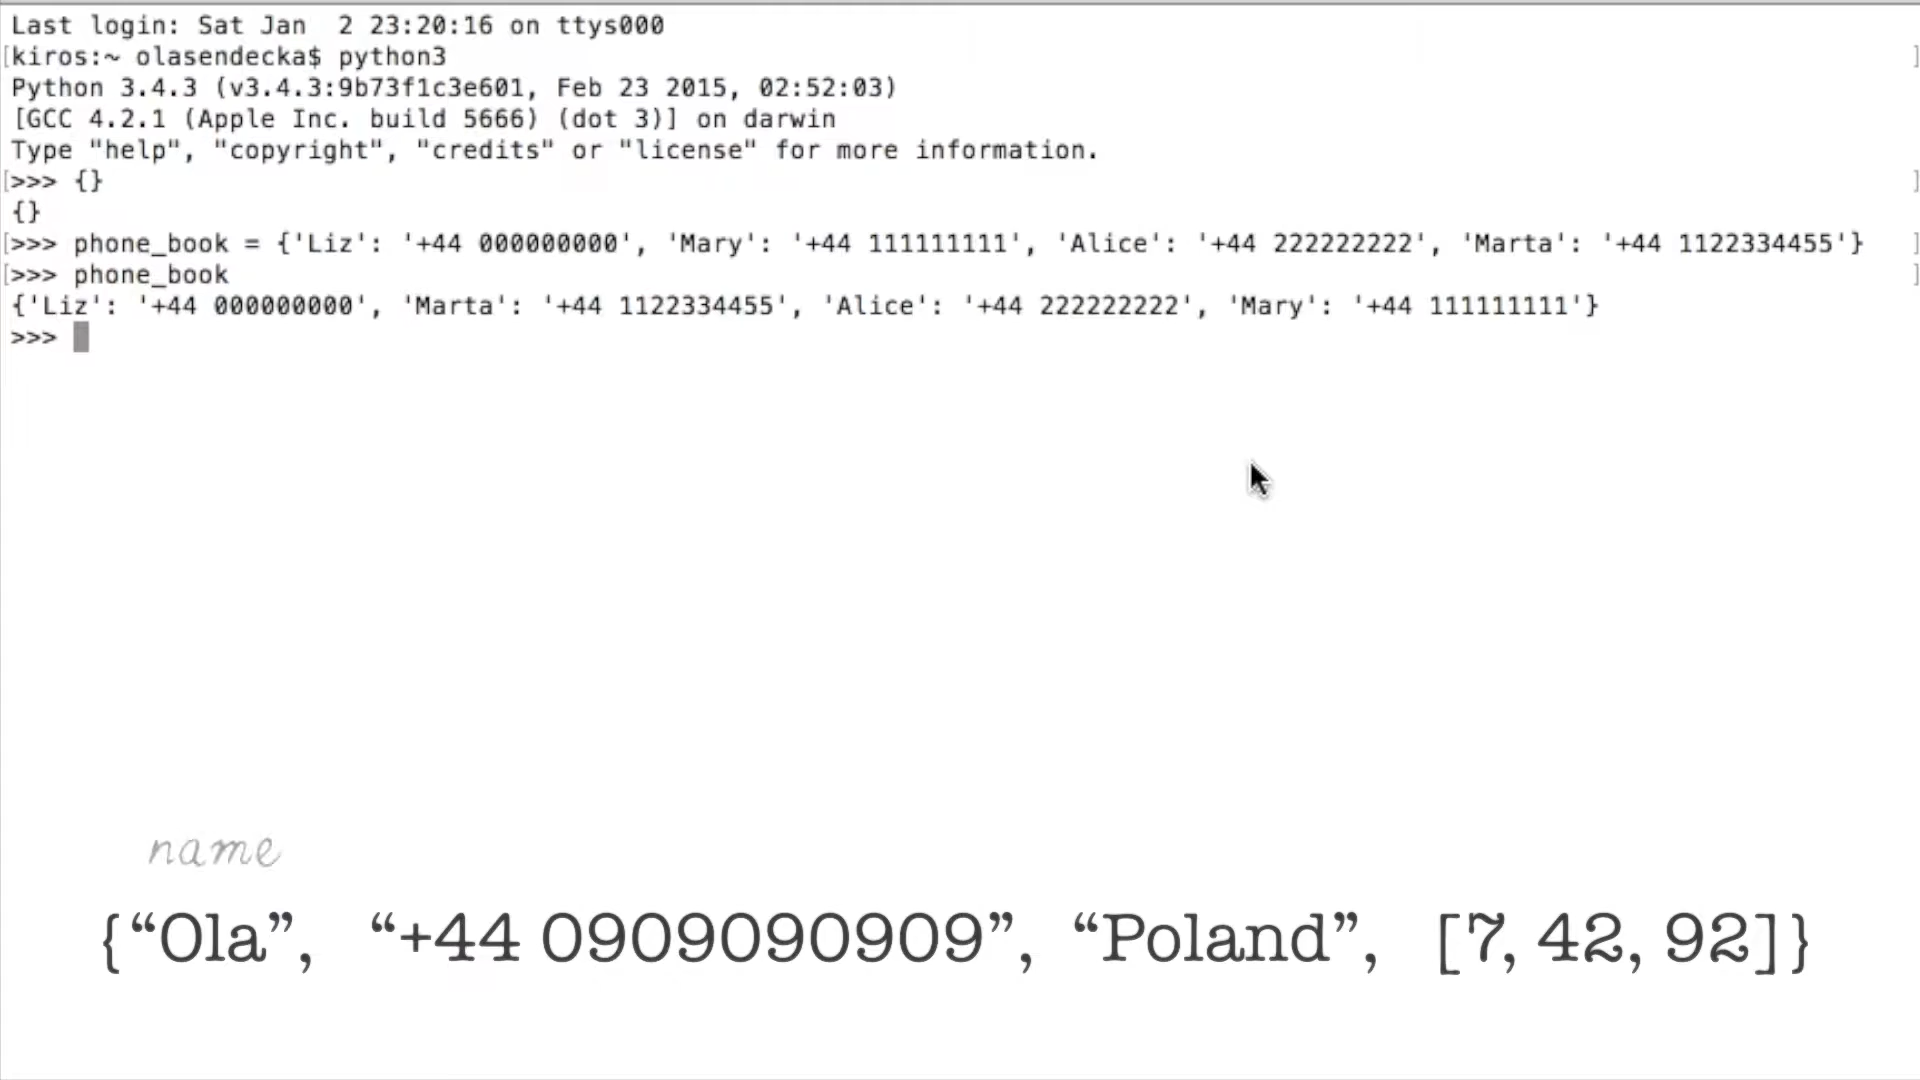 Last login: Sat Jan  2 23:20:16 on ttys000
[kiros:~ olasendecka$ python3 ]
Python 3.4.3 (v3.4.3:9b73f1c3e601, Feb 23 2015, 02:52:03)
[GCC 4.2.1 (Apple Inc. build 5666) (dot 3)] on darwin
Type "help", "copyright", "credits" or "license" for more information.
[>>> {} ]
{}
[>>> phone_book = {'Liz': '+44 000000000', 'Mary': '+44 111111111', 'Alice': '+44 222222222', 'Marta': '+44 1122334455'} ]
[>>> phone_book ]
{'Liz': '+44 000000000', 'Marta': '+44 1122334455', 'Alice': '+44 222222222', 'Mary': '+44 111111111'}
>>>
name
{“Ola”, “+44 0909090909”, “Poland”, [7, 42, 92]}